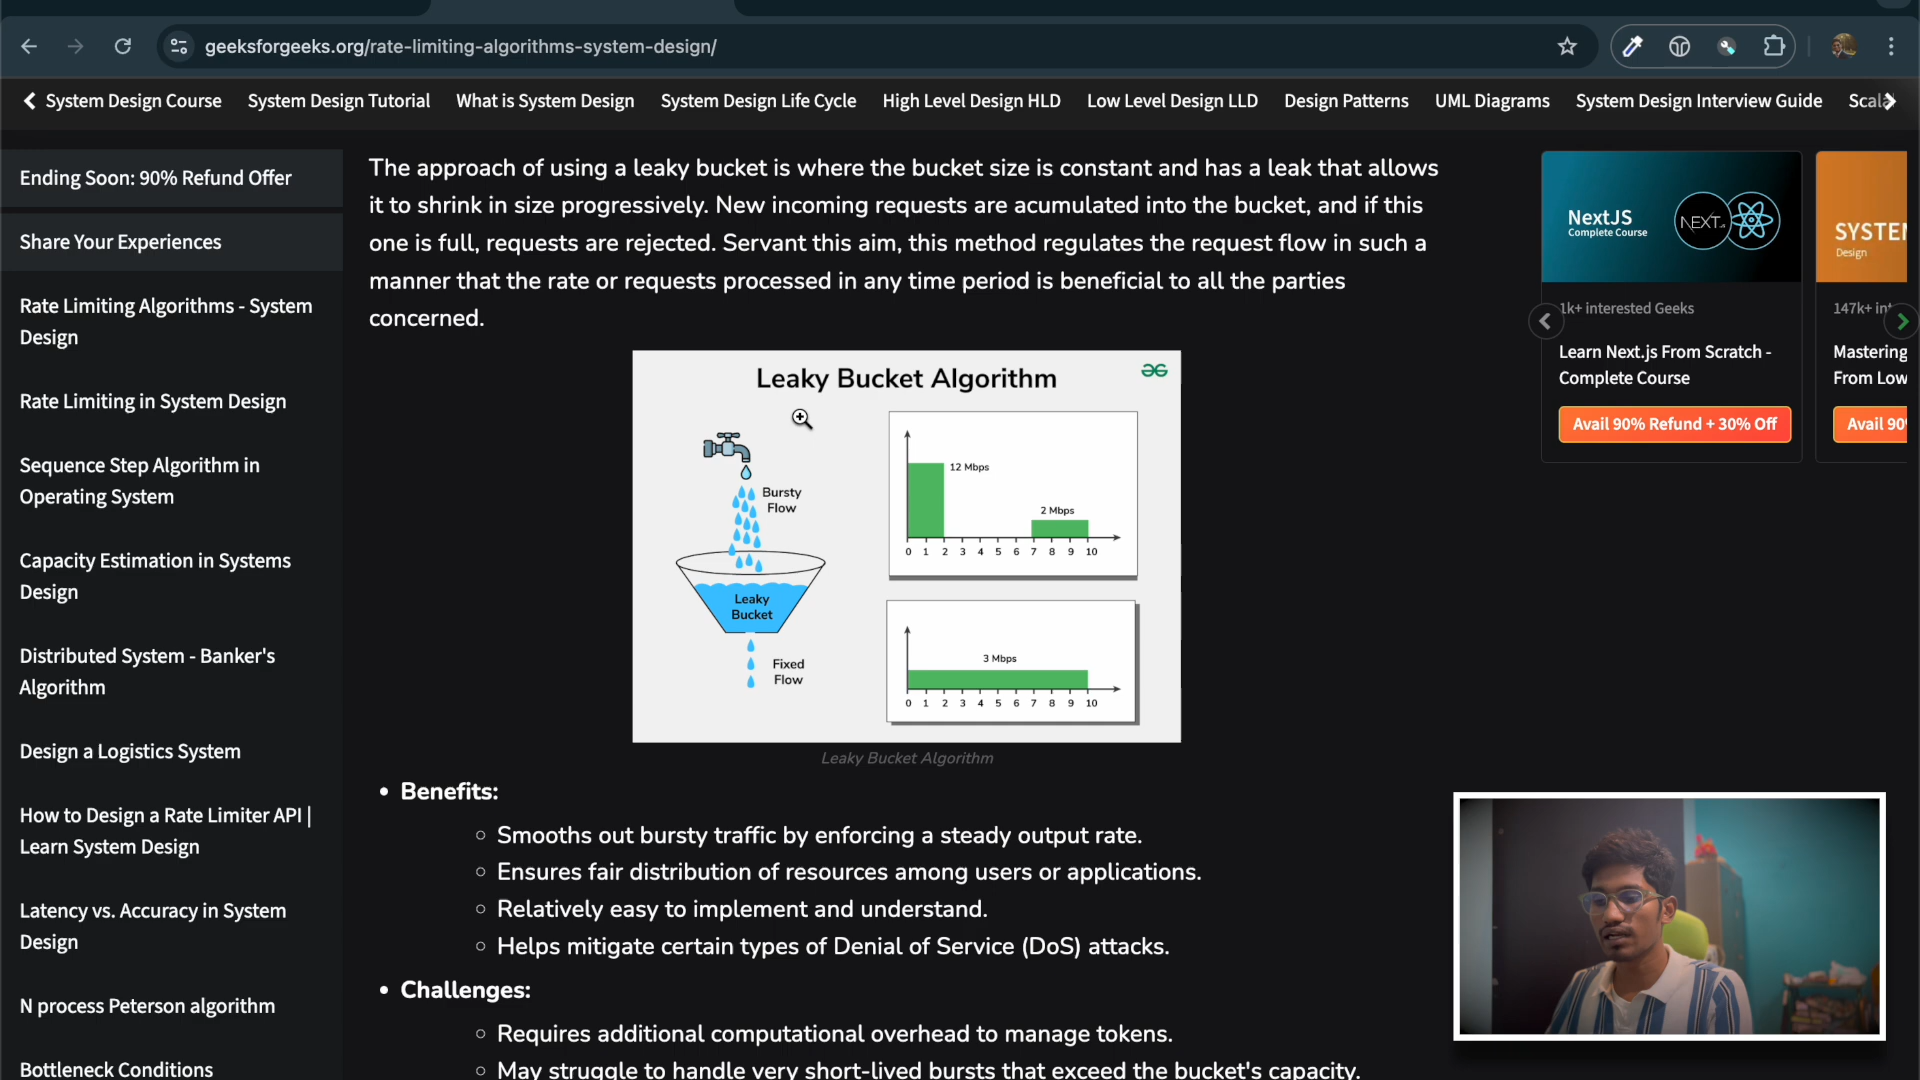 geeksforgeeks.org/rate-limiting-algorithms-system-design/
System Design Course System Design Tutorial What is System Design System Design Life Cycle High Level Design HLD Low Level Design LLD Design Patterns UML Diagrams System Design Interview Guide
Ending Soon: 90% Refund Offer
Share Your Experiences
Rate Limiting Algorithms - System
Design
Rate Limiting in System Design
Sequence Step Algorithm in
Operating System
Capacity Estimation in Systems
Design
Distributed System - Banker's
Algorithm
Design a Logistics System
How to Design a Rate Limiter API |
Learn System Design
Latency vs. Accuracy in System
Design
N process Peterson algorithm
Bottleneck Conditions
The approach of using a leaky bucket is where the bucket size is constant and has a leak that allows
it to shrink in size progressively. New incoming requests are acumulated into the bucket, and if this
one is full, requests are rejected. Servant this aim, this method regulates the request flow in such a
manner that the rate or requests processed in any time period is beneficial to all the parties
concerned.
Leaky Bucket Algorithm
Bursty
Flow
Leaky
Bucket
Fixed
Flow
12 Mbps
2 Mbps
0 1 2 3 4 5 6 7 8 9 10
3 Mbps
0 1 2 3 4 5 6 7 8 9 10
Leaky Bucket Algorithm
• Benefits:
○ Smooths out bursty traffic by enforcing a steady output rate.
○ Ensures fair distribution of resources among users or applications.
○ Relatively easy to implement and understand.
○ Helps mitigate certain types of Denial of Service (DoS) attacks.
• Challenges:
○ Requires additional computational overhead to manage tokens.
○ May struggle to handle very short-lived bursts that exceed the bucket's capacity.
NextJS
Complete Course
NEXT
1k+ interested Geeks
Learn Next.js From Scratch -
Complete Course
Avail 90% Refund + 30% Off
Design
147k+
Mastering
From Low
Avail